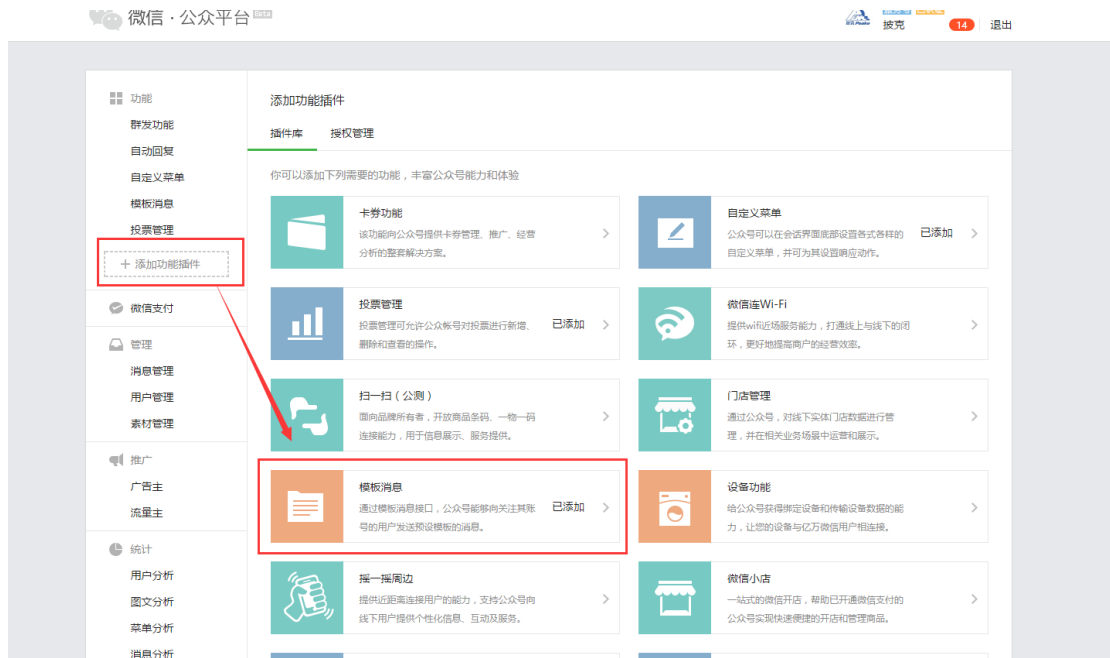 微信·公众平台 Beta
披克 14 退出
功能
群发功能
自动回复
自定义菜单
模板消息
投票管理
+ 添加功能插件
微信支付
管理
消息管理
用户管理
素材管理
推广
广告主
流量主
统计
用户分析
图文分析
菜单分析
消息分析
添加功能插件
插件库 授权管理
你可以添加下列需要的功能，丰富公众号能力和体验
卡券功能
该功能向公众号提供卡券管理、推广、经营
分析的整套解决方案。
自定义菜单
公众号可以在会话界面底部设置各式各样的
自定义菜单，并可为其设置响应动作。
已添加
投票管理
投票管理可允许公众帐号对投票进行新增、
删除和查看的操作。
已添加
微信连Wi-Fi
提供wifi近场服务能力，打通线上与线下的闭
环，更好地提高商户的经营效率。
扫一扫（公测）
面向品牌所有者，开放商品条码、一物一码
连接能力，用于信息展示、服务提供。
门店管理
通过公众号，对线下实体门店数据进行管
理，并在相关业务场景中运营和展示。
模板消息
通过模板消息接口，公众号能够向关注其账
号的用户发送预设模板的消息。
已添加
设备功能
给公众号获得绑定设备和传输设备数据的能
力，让您的设备与亿万微信用户相连接。
摇一摇周边
提供近距离连接用户的能力，支持公众号向
线下用户提供个性化信息、互动及服务。
微信小店
一站式的微信开店，帮助已开通微信支付的
公众号实现快速便捷的开店和管理商品。